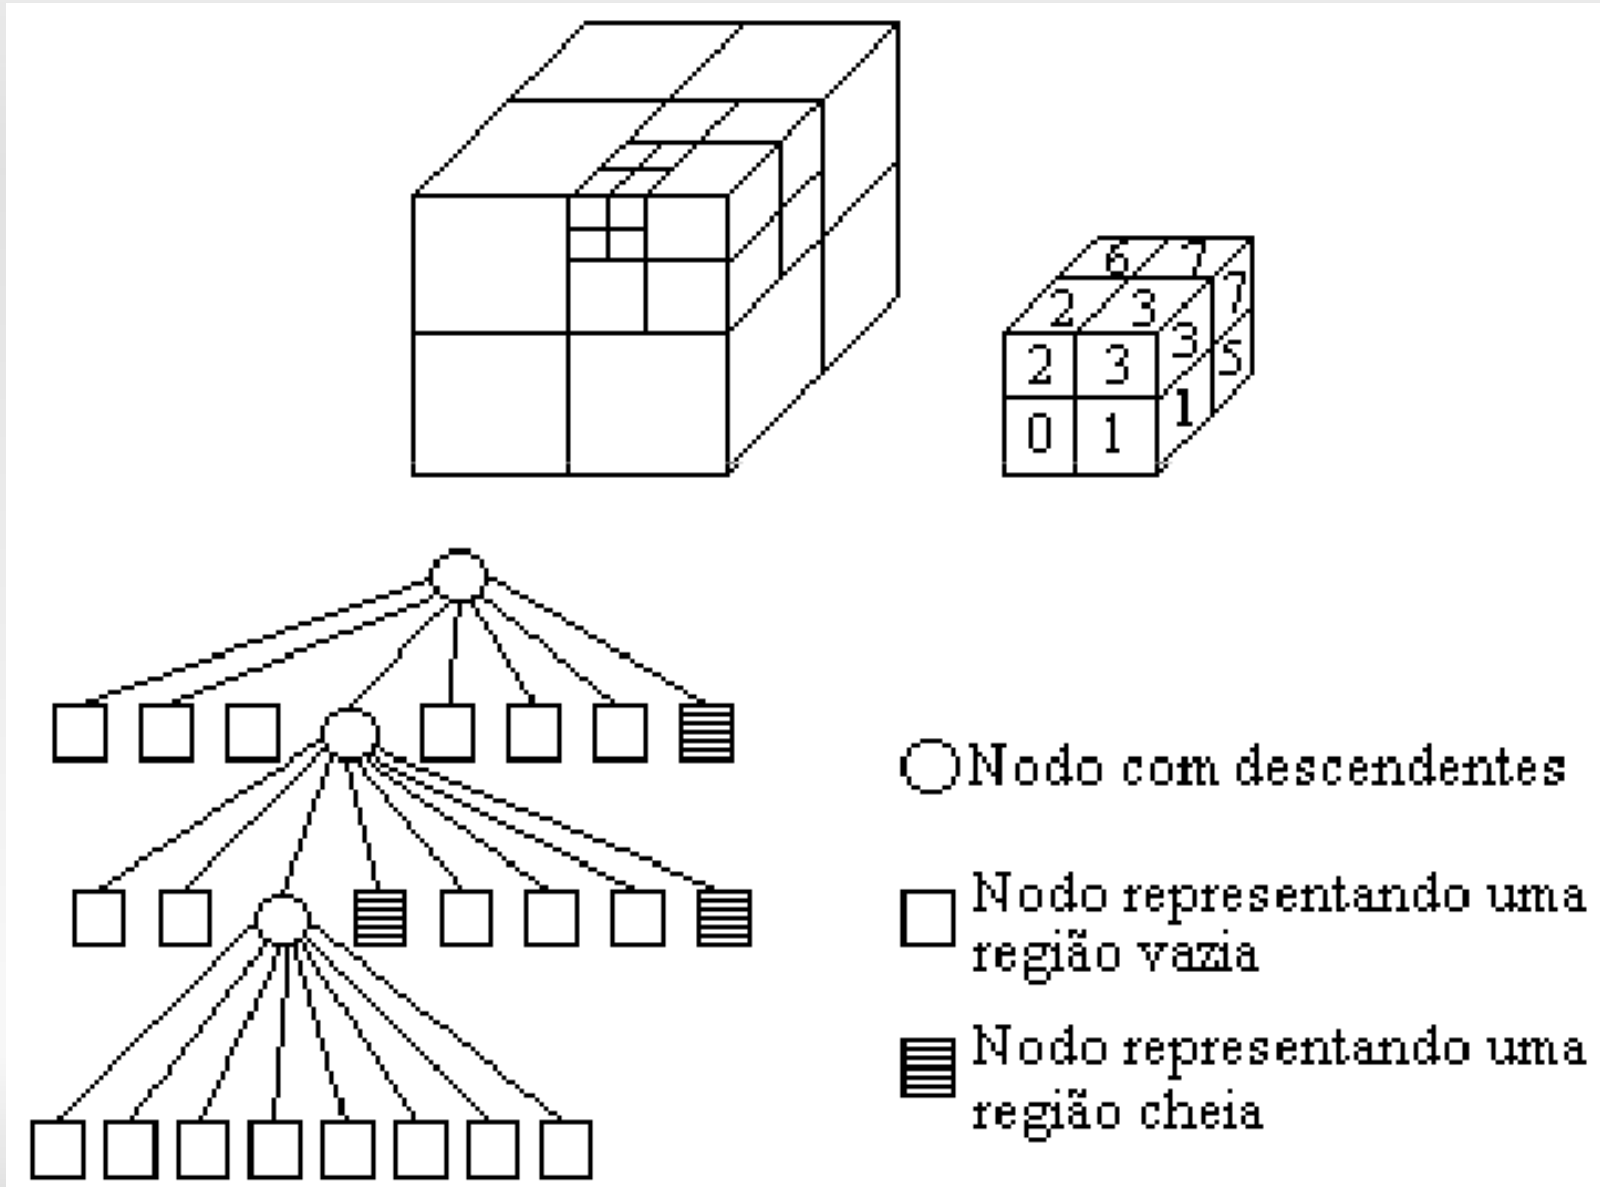 6 7
2 3 7
2 3 3 5
0 1 1
Nodo com descendentes
Nodo representando uma
região vazia
Nodo representando uma
região cheia